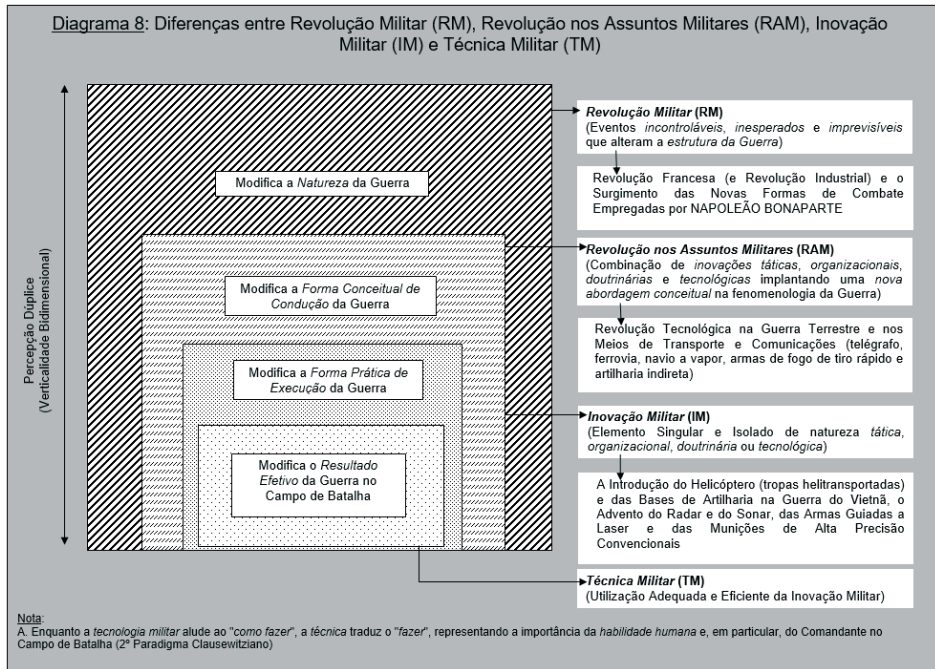 Diagrama 8: Diferenças entre Revolução Militar (RM), Revolução nos Assuntos Militares (RAM), Inovação
Militar (IM) e Técnica Militar (TM)
Percepção Dúplice
(Verticalidade Bidimensional)
Modifica a Natureza da Guerra
Modifica a Forma Conceitual de
Condução da Guerra
Modifica a Forma Prática de
Execução da Guerra
Modifica o Resultado
Efetivo da Guerra no
Campo de Batalha
Revolução Militar (RM)
(Eventos incontroláveis, inesperados e imprevisíveis
que alteram a estrutura da Guerra)
Revolução Francesa (e Revolução Industrial) e o
Surgimento das Novas Formas de Combate
Empregadas por NAPOLEÃO BONAPARTE
Revolução nos Assuntos Militares (RAM)
(Combinação de inovações táticas, organizacionais,
doutrinárias e tecnológicas implantando uma nova
abordagem conceitual na fenomenologia da Guerra)
Revolução Tecnológica na Guerra Terrestre e nos
Meios de Transporte e Comunicações (telégrafo,
ferrovia, navio a vapor, armas de fogo de tiro rápido e
artilharia indireta)
Inovação Militar (IM)
(Elemento Singular e Isolado de natureza tática,
organizacional, doutrinária ou tecnológica)
A Introdução do Helicóptero (tropas helitransportadas)
e das Bases de Artilharia na Guerra do Vietnã, o
Advento do Radar e do Sonar, das Armas Guiadas a
Laser e das Munições de Alta Precisão
Convencionais
Técnica Militar (TM)
(Utilização Adequada e Eficiente da Inovação Militar)
Nota:
A. Enquanto a tecnologia militar alude ao "como fazer", a técnica traduz o "fazer", representando a importância da habilidade humana e, em particular, do Comandante no
Campo de Batalha (2º Paradigma Clausewitziano)